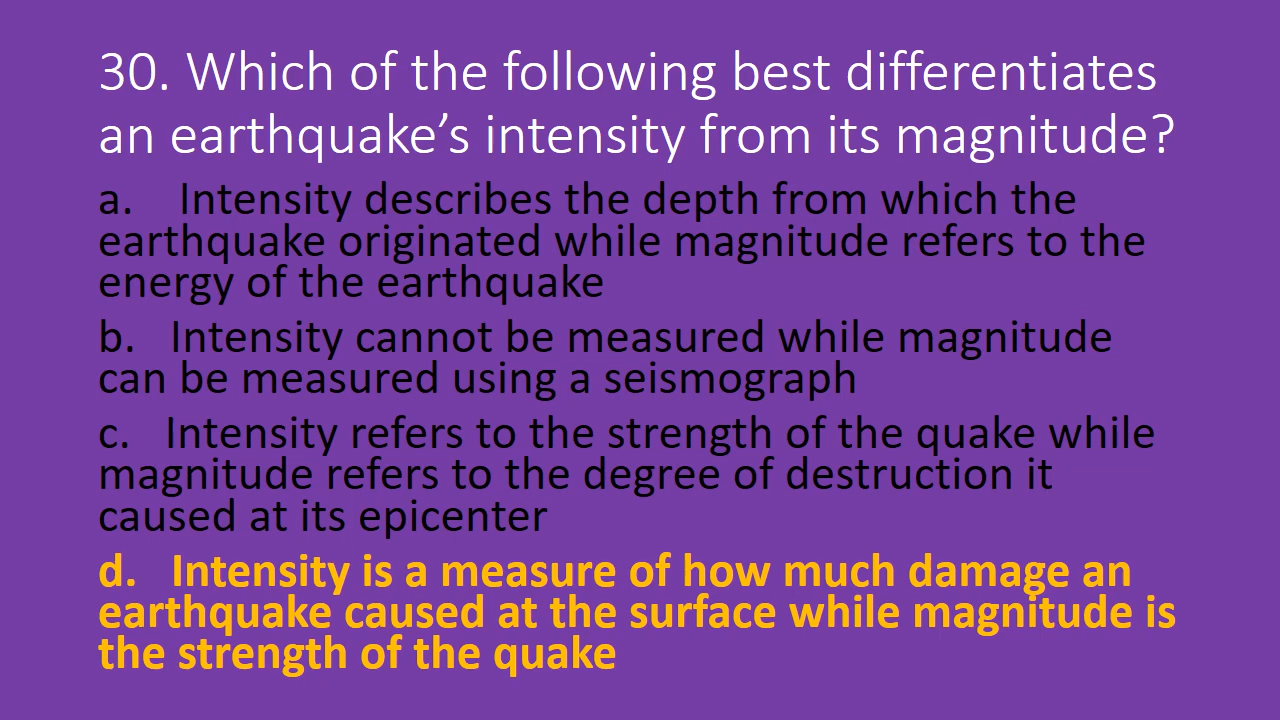 30. Which of the following best differentiates
an earthquake’s intensity from its magnitude?
a. Intensity describes the depth from which the
earthquake originated while magnitude refers to the
energy of the earthquake
b. Intensity cannot be measured while magnitude
can be measured using a seismograph
c. Intensity refers to the strength of the quake while
magnitude refers to the degree of destruction it
caused at its epicenter
d. Intensity is a measure of how much damage an
earthquake caused at the surface while magnitude is
the strength of the quake